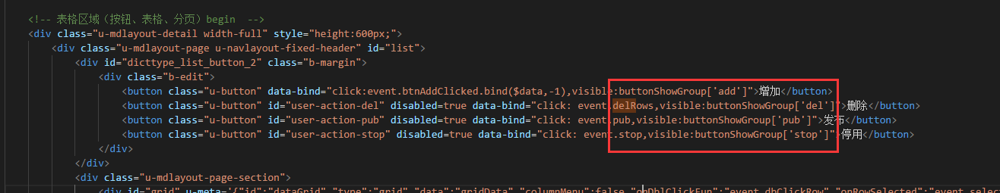 <!-- 表格区域（按钮、表格、分页）begin  -->
<div class="u-mdlayout-detail width-full" style="height:600px;">
<div class="u-mdlayout-page u-navlayout-fixed-header" id="list">
<div id="dicttype_list_button_2" class="b-margin">
<div class="b-edit">
<button class="u-button" data-bind="click:event.btnAddClicked.bind($data,-1),visible:buttonShowGroup['add']">增加</button>
<button class="u-button" id="user-action-del" disabled=true data-bind="click: event.delRows,visible:buttonShowGroup['del']">删除</button>
<button class="u-button" id="user-action-pub" disabled=true data-bind="click: event.pub,visible:buttonShowGroup['pub']">发布</button>
<button class="u-button" id="user-action-stop" disabled=true data-bind="click: event.stop,visible:buttonShowGroup['stop']">停用</button>
</div>
</div>
<div class="u-mdlayout-page-section">
<div id="grid" u-meta='{"id":"dataGrid","type":"grid","data":"gridData","columnMenu":false,"onDblClickFun":"event.dbClickRow","onRowSelected":"event.selec